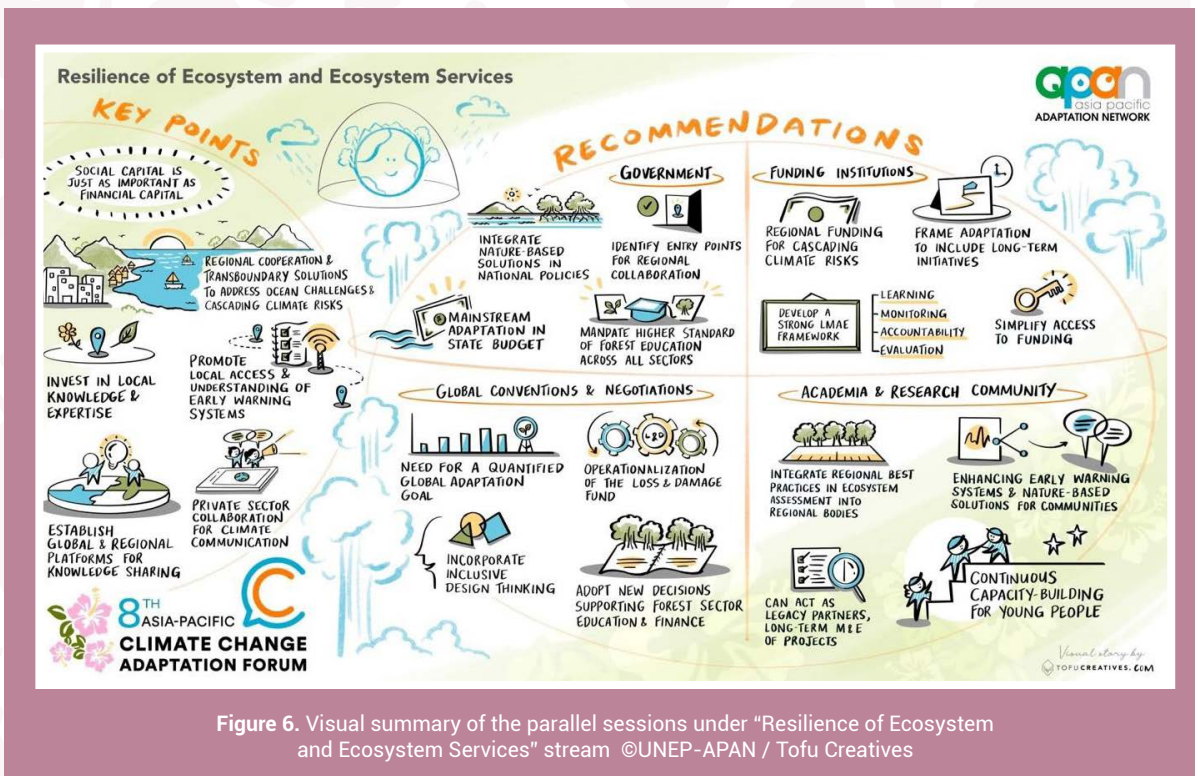 Resilience of Ecosystem and Ecosystem Services
apan
asia pacific
ADAPTATION NETWORK
KEY POINTS
SOCIAL CAPITAL IS
JUST AS IMPORTANT AS
FINANCIAL CAPITAL
REGIONAL COOPERATION &
TRANSBOUNDARY SOLUTIONS
TO ADDRESS OCEAN CHALLENGES &
CASCADING CLIMATE RISKS
INVEST IN LOCAL
KNOWLEDGE &
EXPERTISE
PROMOTE
LOCAL ACCESS &
UNDERSTANDING OF
EARLY WARNING
SYSTEMS
ESTABLISH
GLOBAL & REGIONAL
PLATFORMS FOR
KNOWLEDGE SHARING
PRIVATE SECTOR
COLLABORATION
FOR CLIMATE
COMMUNICATION
8TH
ASIA-PACIFIC
CLIMATE CHANGE
ADAPTATION FORUM
RECOMMENDATIONS
GOVERNMENT
INTEGRATE
NATURE-BASED
SOLUTIONS IN
NATIONAL POLICIES
IDENTIFY ENTRY POINTS
FOR REGIONAL
COLLABORATION
MAINSTREAM
ADAPTATION IN
STATE BUDGET
MANDATE HIGHER STANDARD
OF FOREST EDUCATION
ACROSS ALL SECTORS
FUNDING INSTITUTIONS
REGIONAL FUNDING
FOR CASCADING
CLIMATE RISKS
FRAME ADAPTATION
TO INCLUDE LONG-TERM
INITIATIVES
DEVELOP A
STRONG LMAE
FRAMEWORK
LEARNING
MONITORING
ACCOUNTABILITY
EVALUATION
SIMPLIFY ACCESS
TO FUNDING
GLOBAL CONVENTIONS & NEGOTIATIONS
NEED FOR A QUANTIFIED
GLOBAL ADAPTATION
GOAL
L&D
OPERATIONALIZATION
OF THE LOSS & DAMAGE
FUND
INCORPORATE
INCLUSIVE
DESIGN THINKING
ADOPT NEW DECISIONS
SUPPORTING FOREST SECTOR
EDUCATION & FINANCE
ACADEMIA & RESEARCH COMMUNITY
INTEGRATE REGIONAL BEST
PRACTICES IN ECOSYSTEM
ASSESSMENT INTO
REGIONAL BODIES
ENHANCING EARLY WARNING
SYSTEMS & NATURE-BASED
SOLUTIONS FOR COMMUNITIES
CAN ACT AS
LEGACY PARTNERS,
LONG-TERM M&E
OF PROJECTS
CONTINUOUS
CAPACITY-BUILDING
FOR YOUNG PEOPLE
Visual story by
TOFUCREATIVES.COM
Figure 6. Visual summary of the parallel sessions under “Resilience of Ecosystem
and Ecosystem Services” stream ©UNEP-APAN / Tofu Creatives